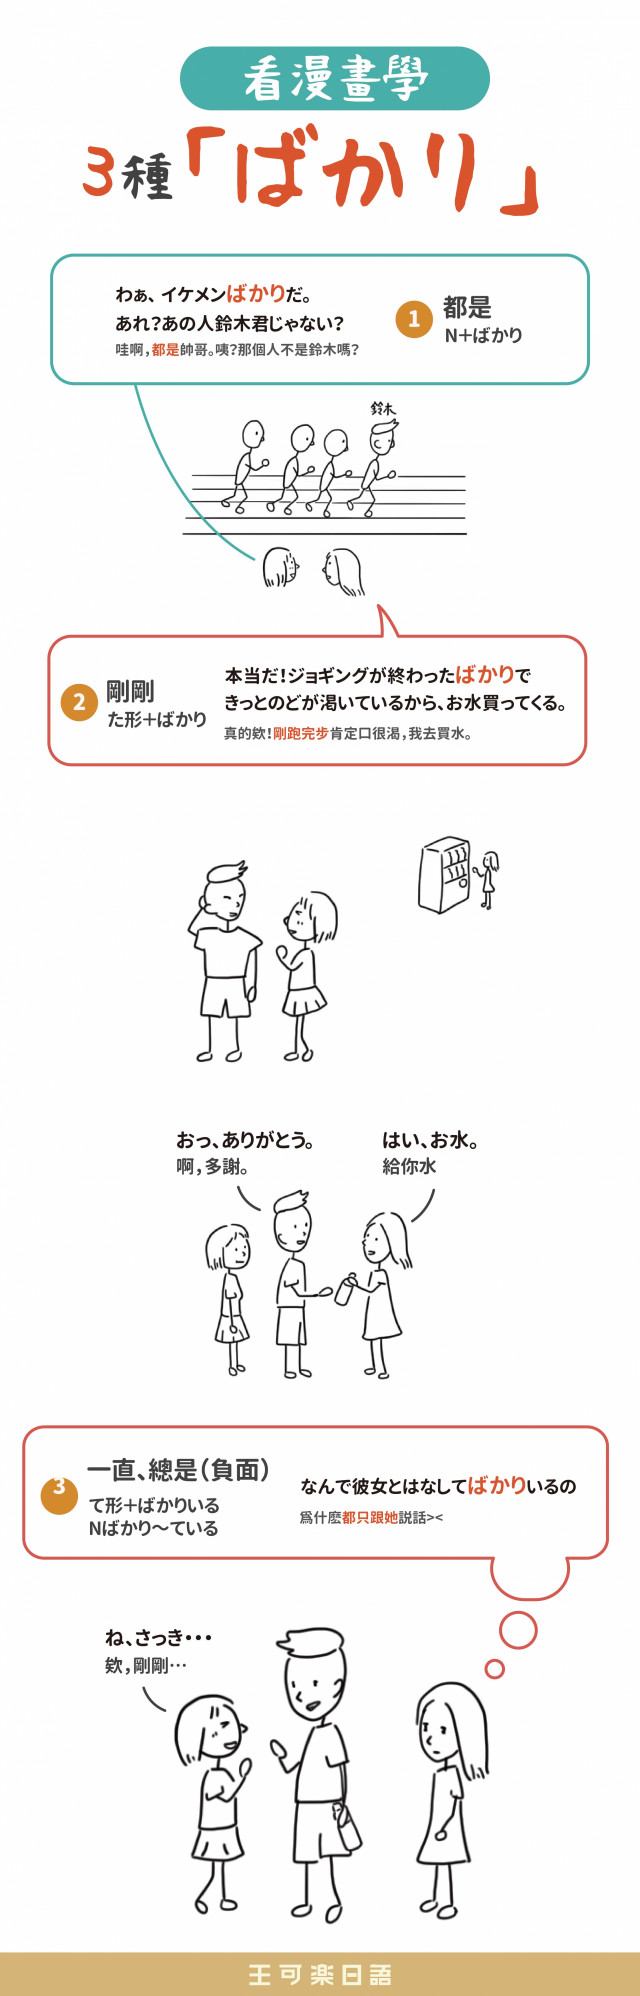 看漫畫學
3種「ばかり」
わぁ、イケメンばかりだ。
あれ?あの人鈴木君じゃない?
哇啊,都是帥哥。咦?那個人不是鈴木嗎?
1
都是
N+ばかり
鈴木
2
剛剛
た形+ばかり
本当だ!ジョギングが終わったばかりで
きっとのどが渇いているから、お水買ってくる。
真的欸!剛跑完步肯定口很渴,我去買水。
おっ、ありがとう。
啊,多謝。
はい、お水。
給你水
3
一直、總是(負面)
て形+ばかりいる
Nばかり~ている
なんで彼女とはなしてばかりいるの
爲什麽都只跟她説話><
ね、さっき・・・
欸,剛剛…
王可楽日語